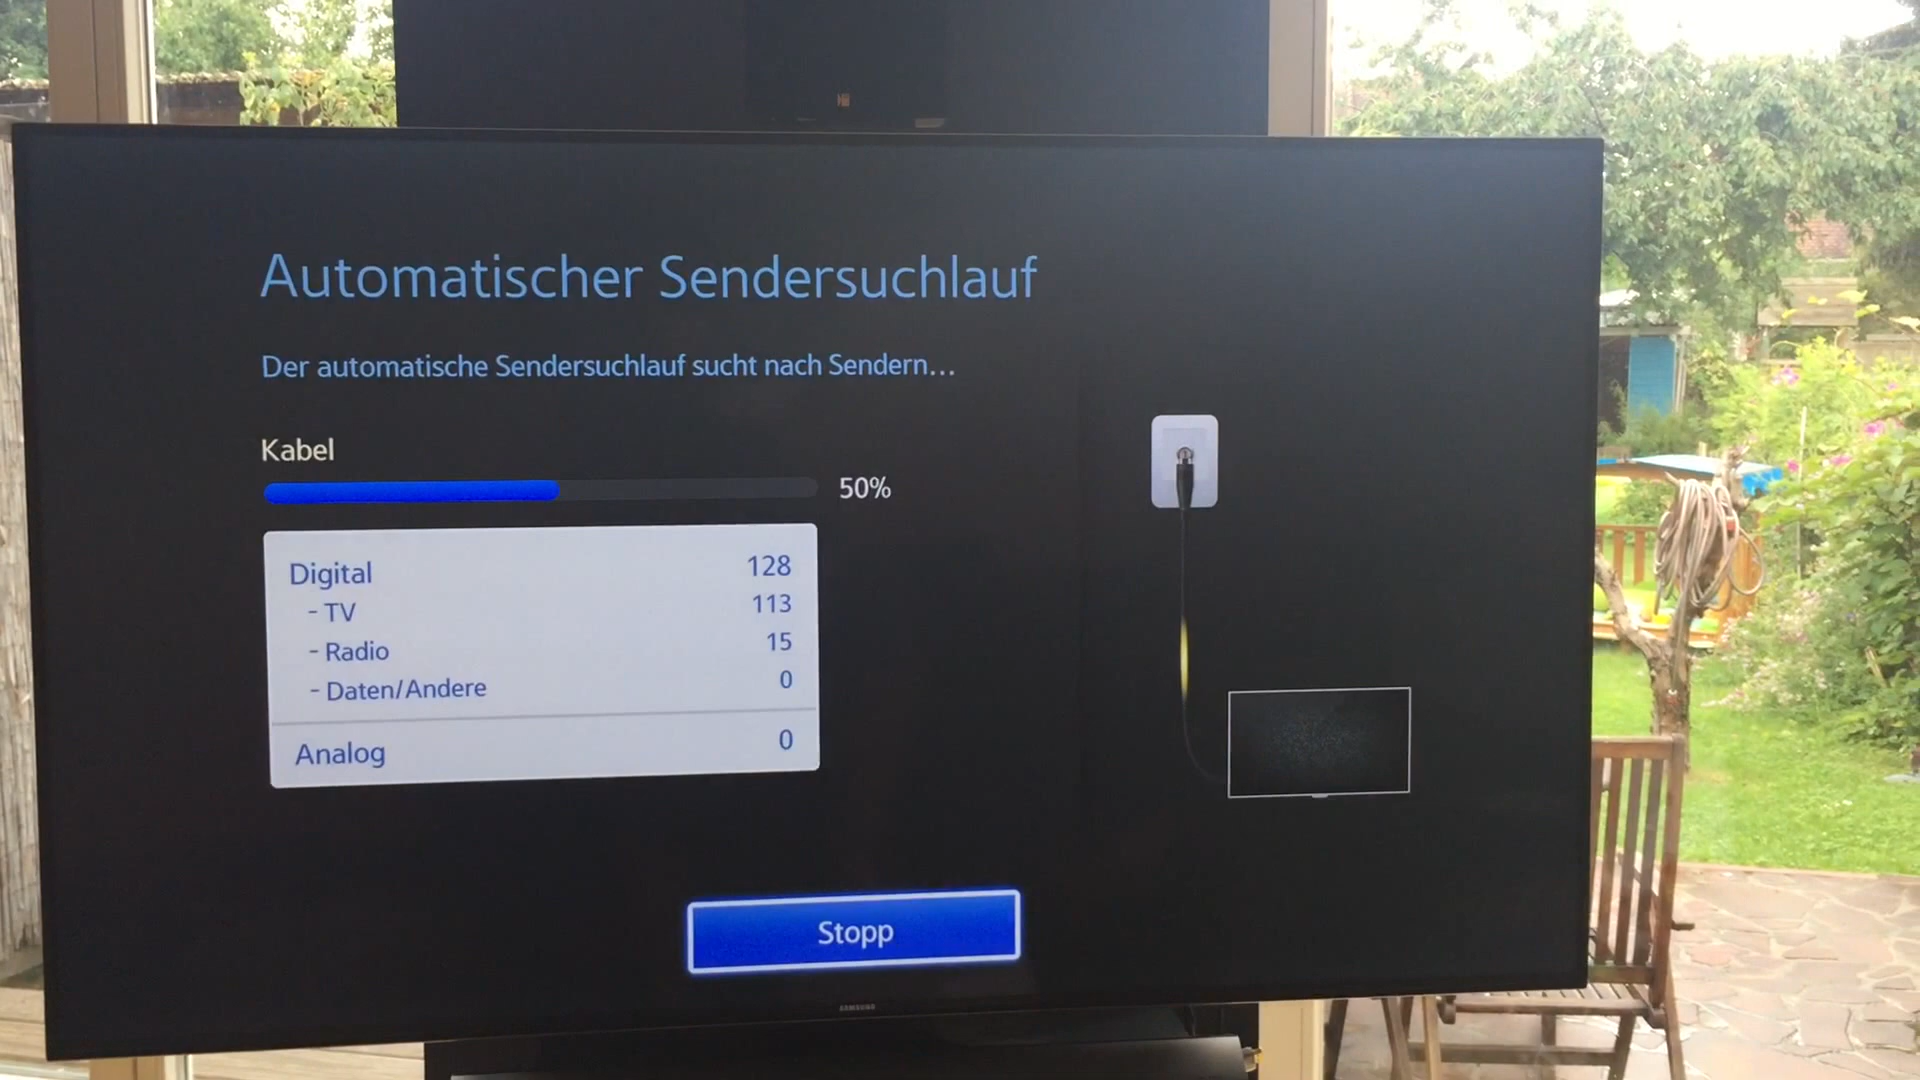 Automatischer Sendersuchlauf
Der automatische Sendersuchlauf sucht nach Sendern...
Kabel
50%
Digital 128
- TV 113
- Radio 15
- Daten/Andere 0
Analog 0
Stopp
SAMSUNG